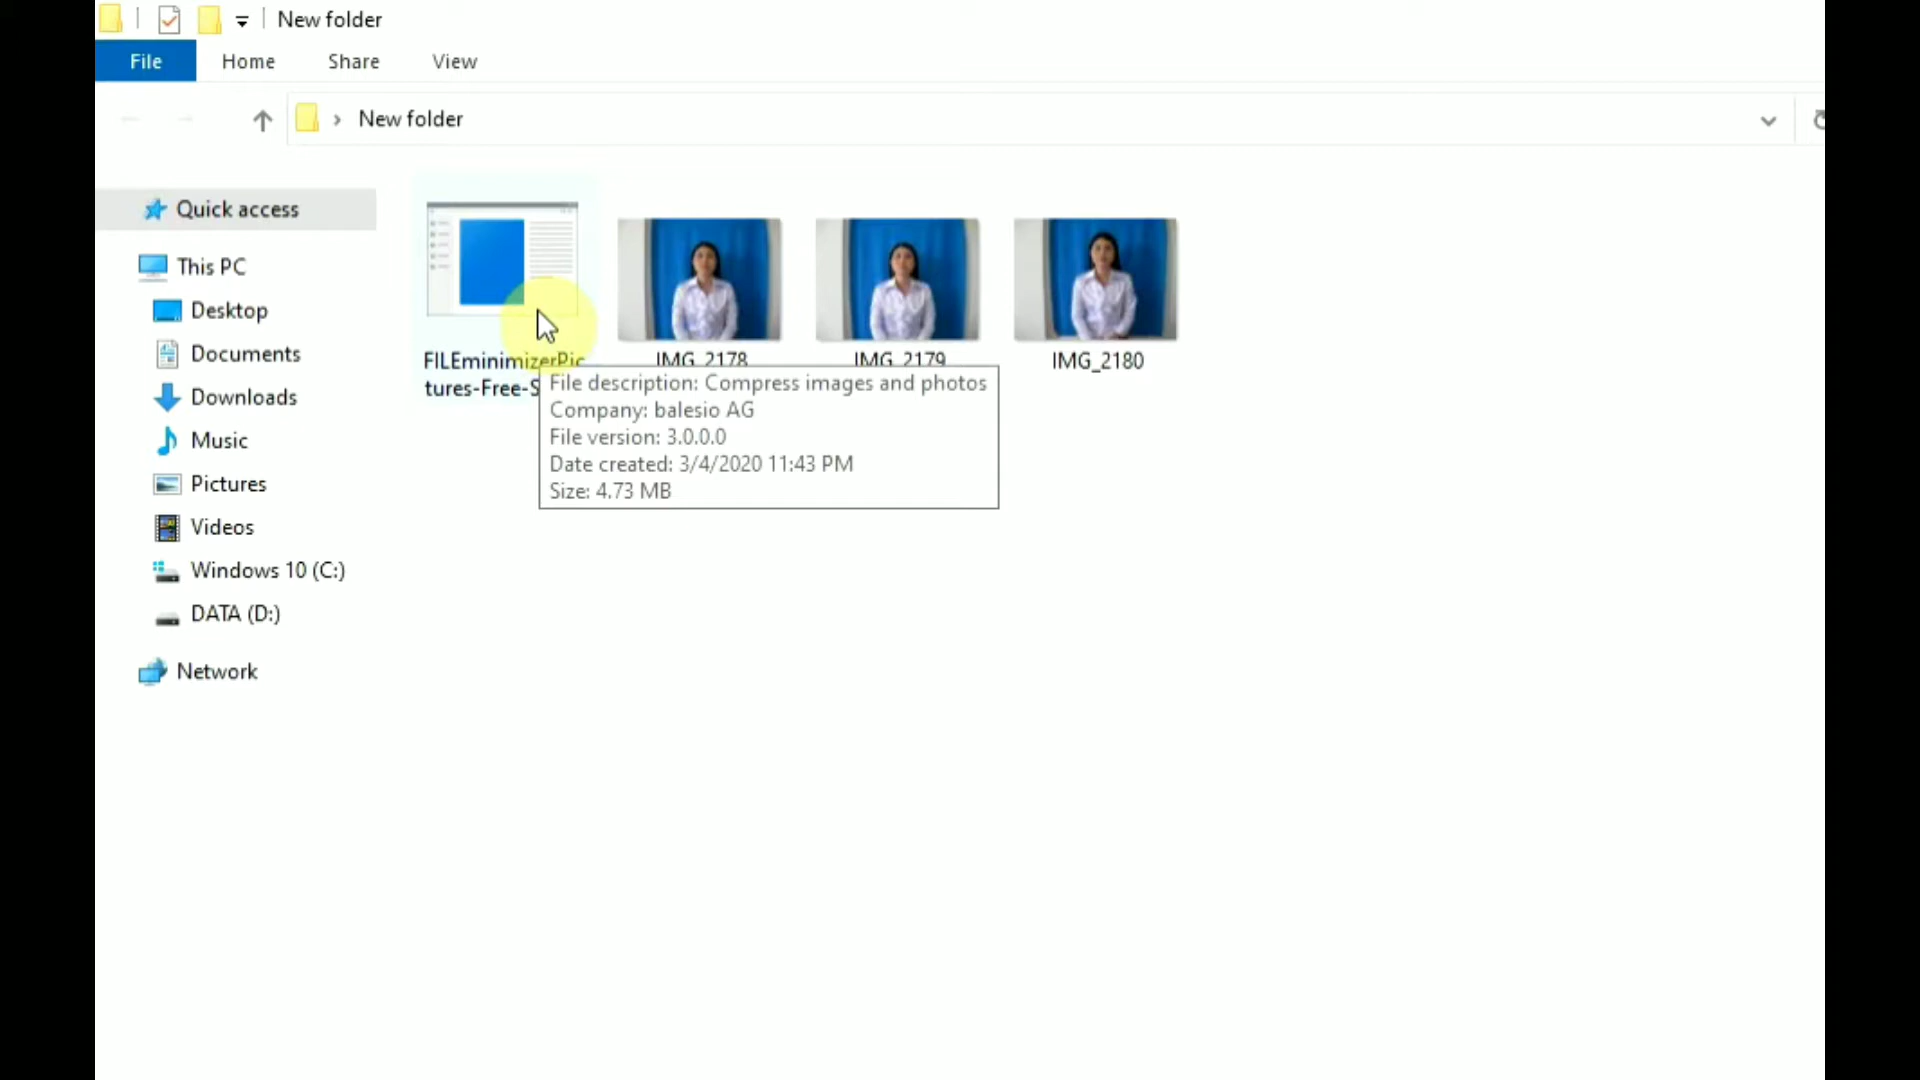 New folder
File Home Share View
New folder
Quick access
This PC
Desktop
Documents
Downloads
Music
Pictures
Videos
Windows 10 (C:)
DATA (D:)
Network
FILEminimizerPic
tures-Free-S
IMG_2178
IMG_2179
IMG_2180
File description: Compress images and photos
Company: balesio AG
File version: 3.0.0.0
Date created: 3/4/2020 11:43 PM
Size: 4.73 MB